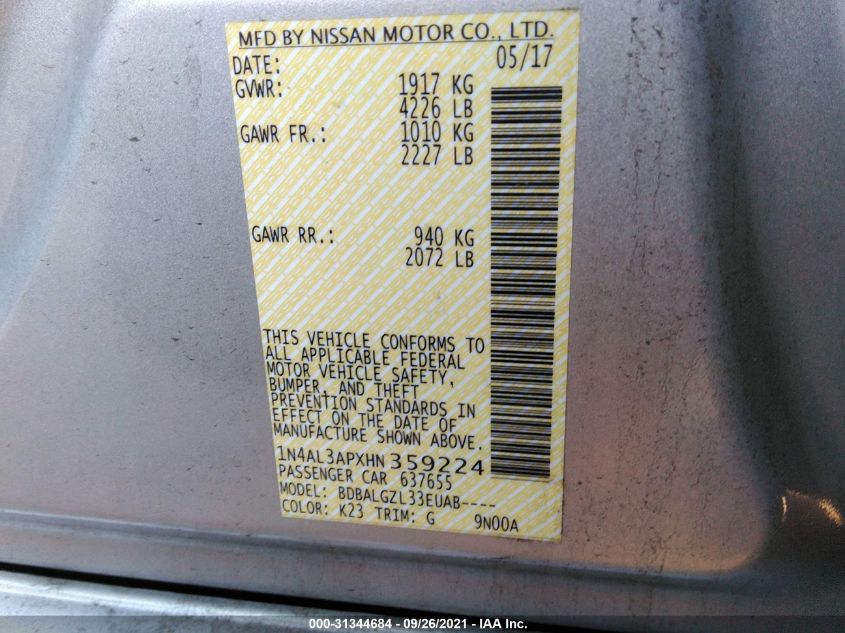 MFD BY NISSAN MOTOR CO., LTD.
DATE: 05/17
GVWR: 1917 KG
4226 LB
GAWR FR.: 1010 KG
2227 LB
GAWR RR.: 940 KG
2072 LB
THIS VEHICLE CONFORMS TO
ALL APPLICABLE FEDERAL
MOTOR VEHICLE SAFETY,
BUMPER, AND THEFT
PREVENTION STANDARDS IN
EFFECT ON THE DATE OF
MANUFACTURE SHOWN ABOVE.
1N4AL3APXHN359224
PASSENGER CAR 637655
MODEL: BDBALGZL33EUAB----
COLOR: K23 TRIM: G 9N00A
000-31344684 - 09/26/2021 - IAA Inc.